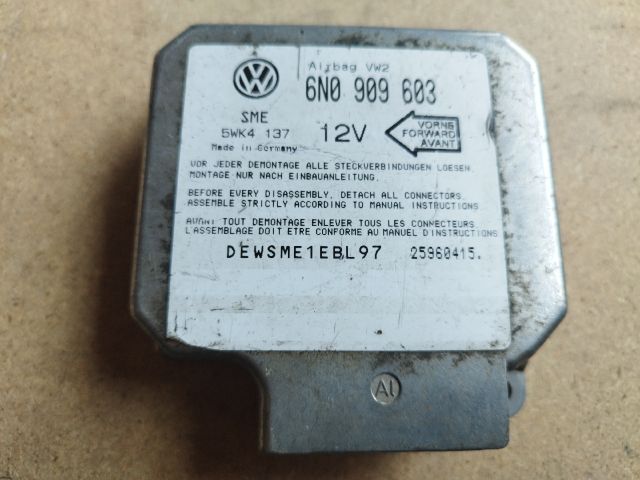 Airbag VW2
6N0 909 603
SME
5WK4 137
Made in Germany
12V
VORNE
FORWARD
AVANT
VOR JEDER DEMONTAGE ALLE STECKVERBINDUNGEN LOESEN.
MONTAGE NUR NACH EINBAUANLEITUNG.
BEFORE EVERY DISASSEMBLY, DETACH ALL CONNECTORS.
ASSEMBLE STRICTLY ACCORDING TO MANUAL INSTRUCTIONS
AVANT TOUT DEMONTAGE ENLEVER TOUS LES CONNECTEURS.
L'ASSEMBLAGE DOIT ETRE CONFORME AU MANUEL D'INSTRUCTIONS
DEWSME1EBL97 25960415.
Al